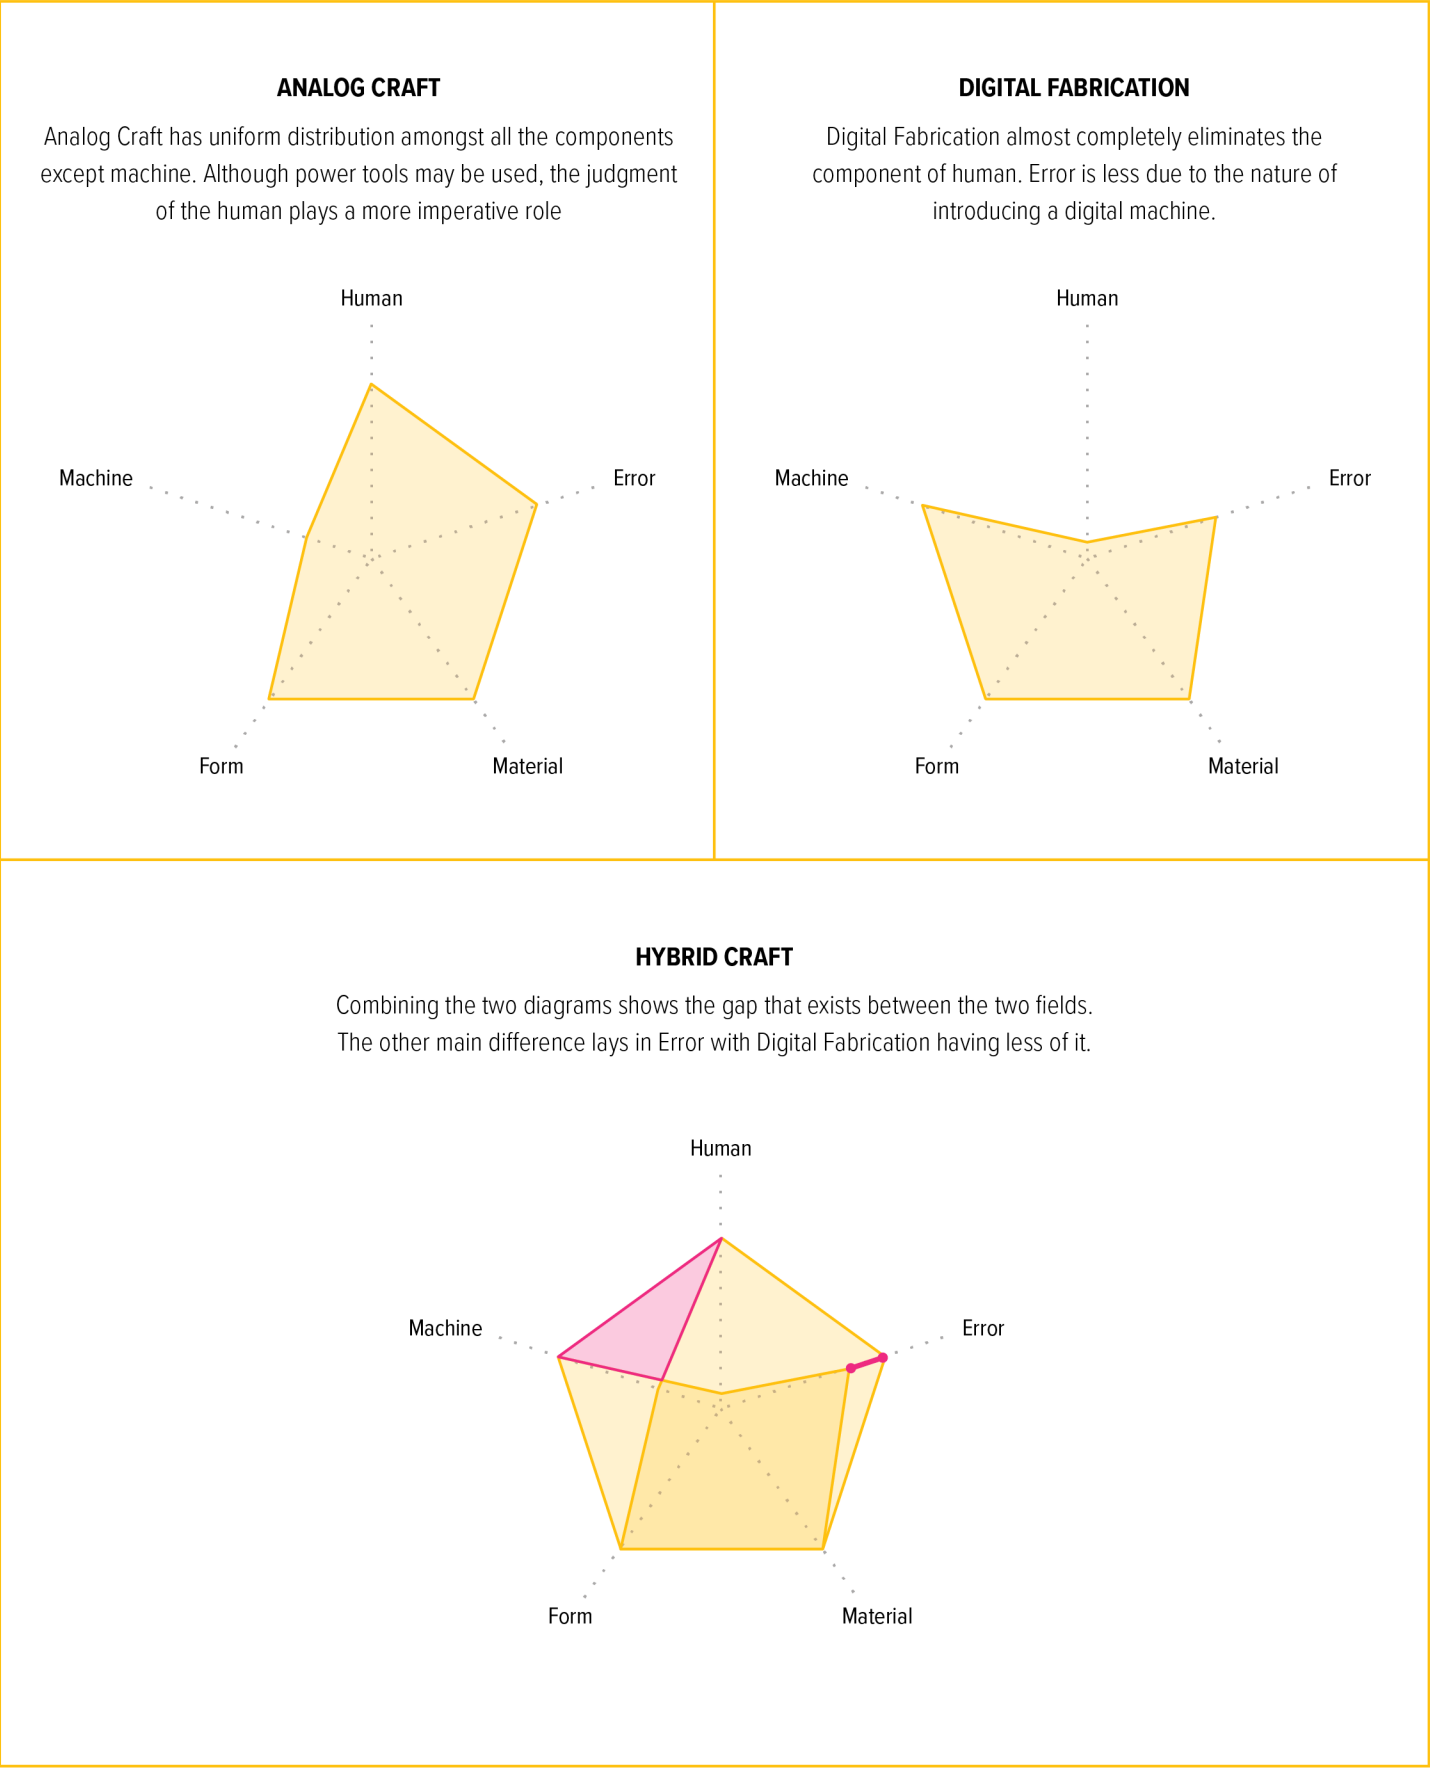 ANALOG CRAFT
Analog Craft has uniform distribution amongst all the components
except machine. Although power tools may be used, the judgment
of the human plays a more imperative role
Human
Machine
Error
Form
Material
DIGITAL FABRICATION
Digital Fabrication almost completely eliminates the
component of human. Error is less due to the nature of
introducing a digital machine.
Human
Machine
Error
Form
Material
HYBRID CRAFT
Combining the two diagrams shows the gap that exists between the two fields.
The other main difference lays in Error with Digital Fabrication having less of it.
Human
Machine
Error
Form
Material